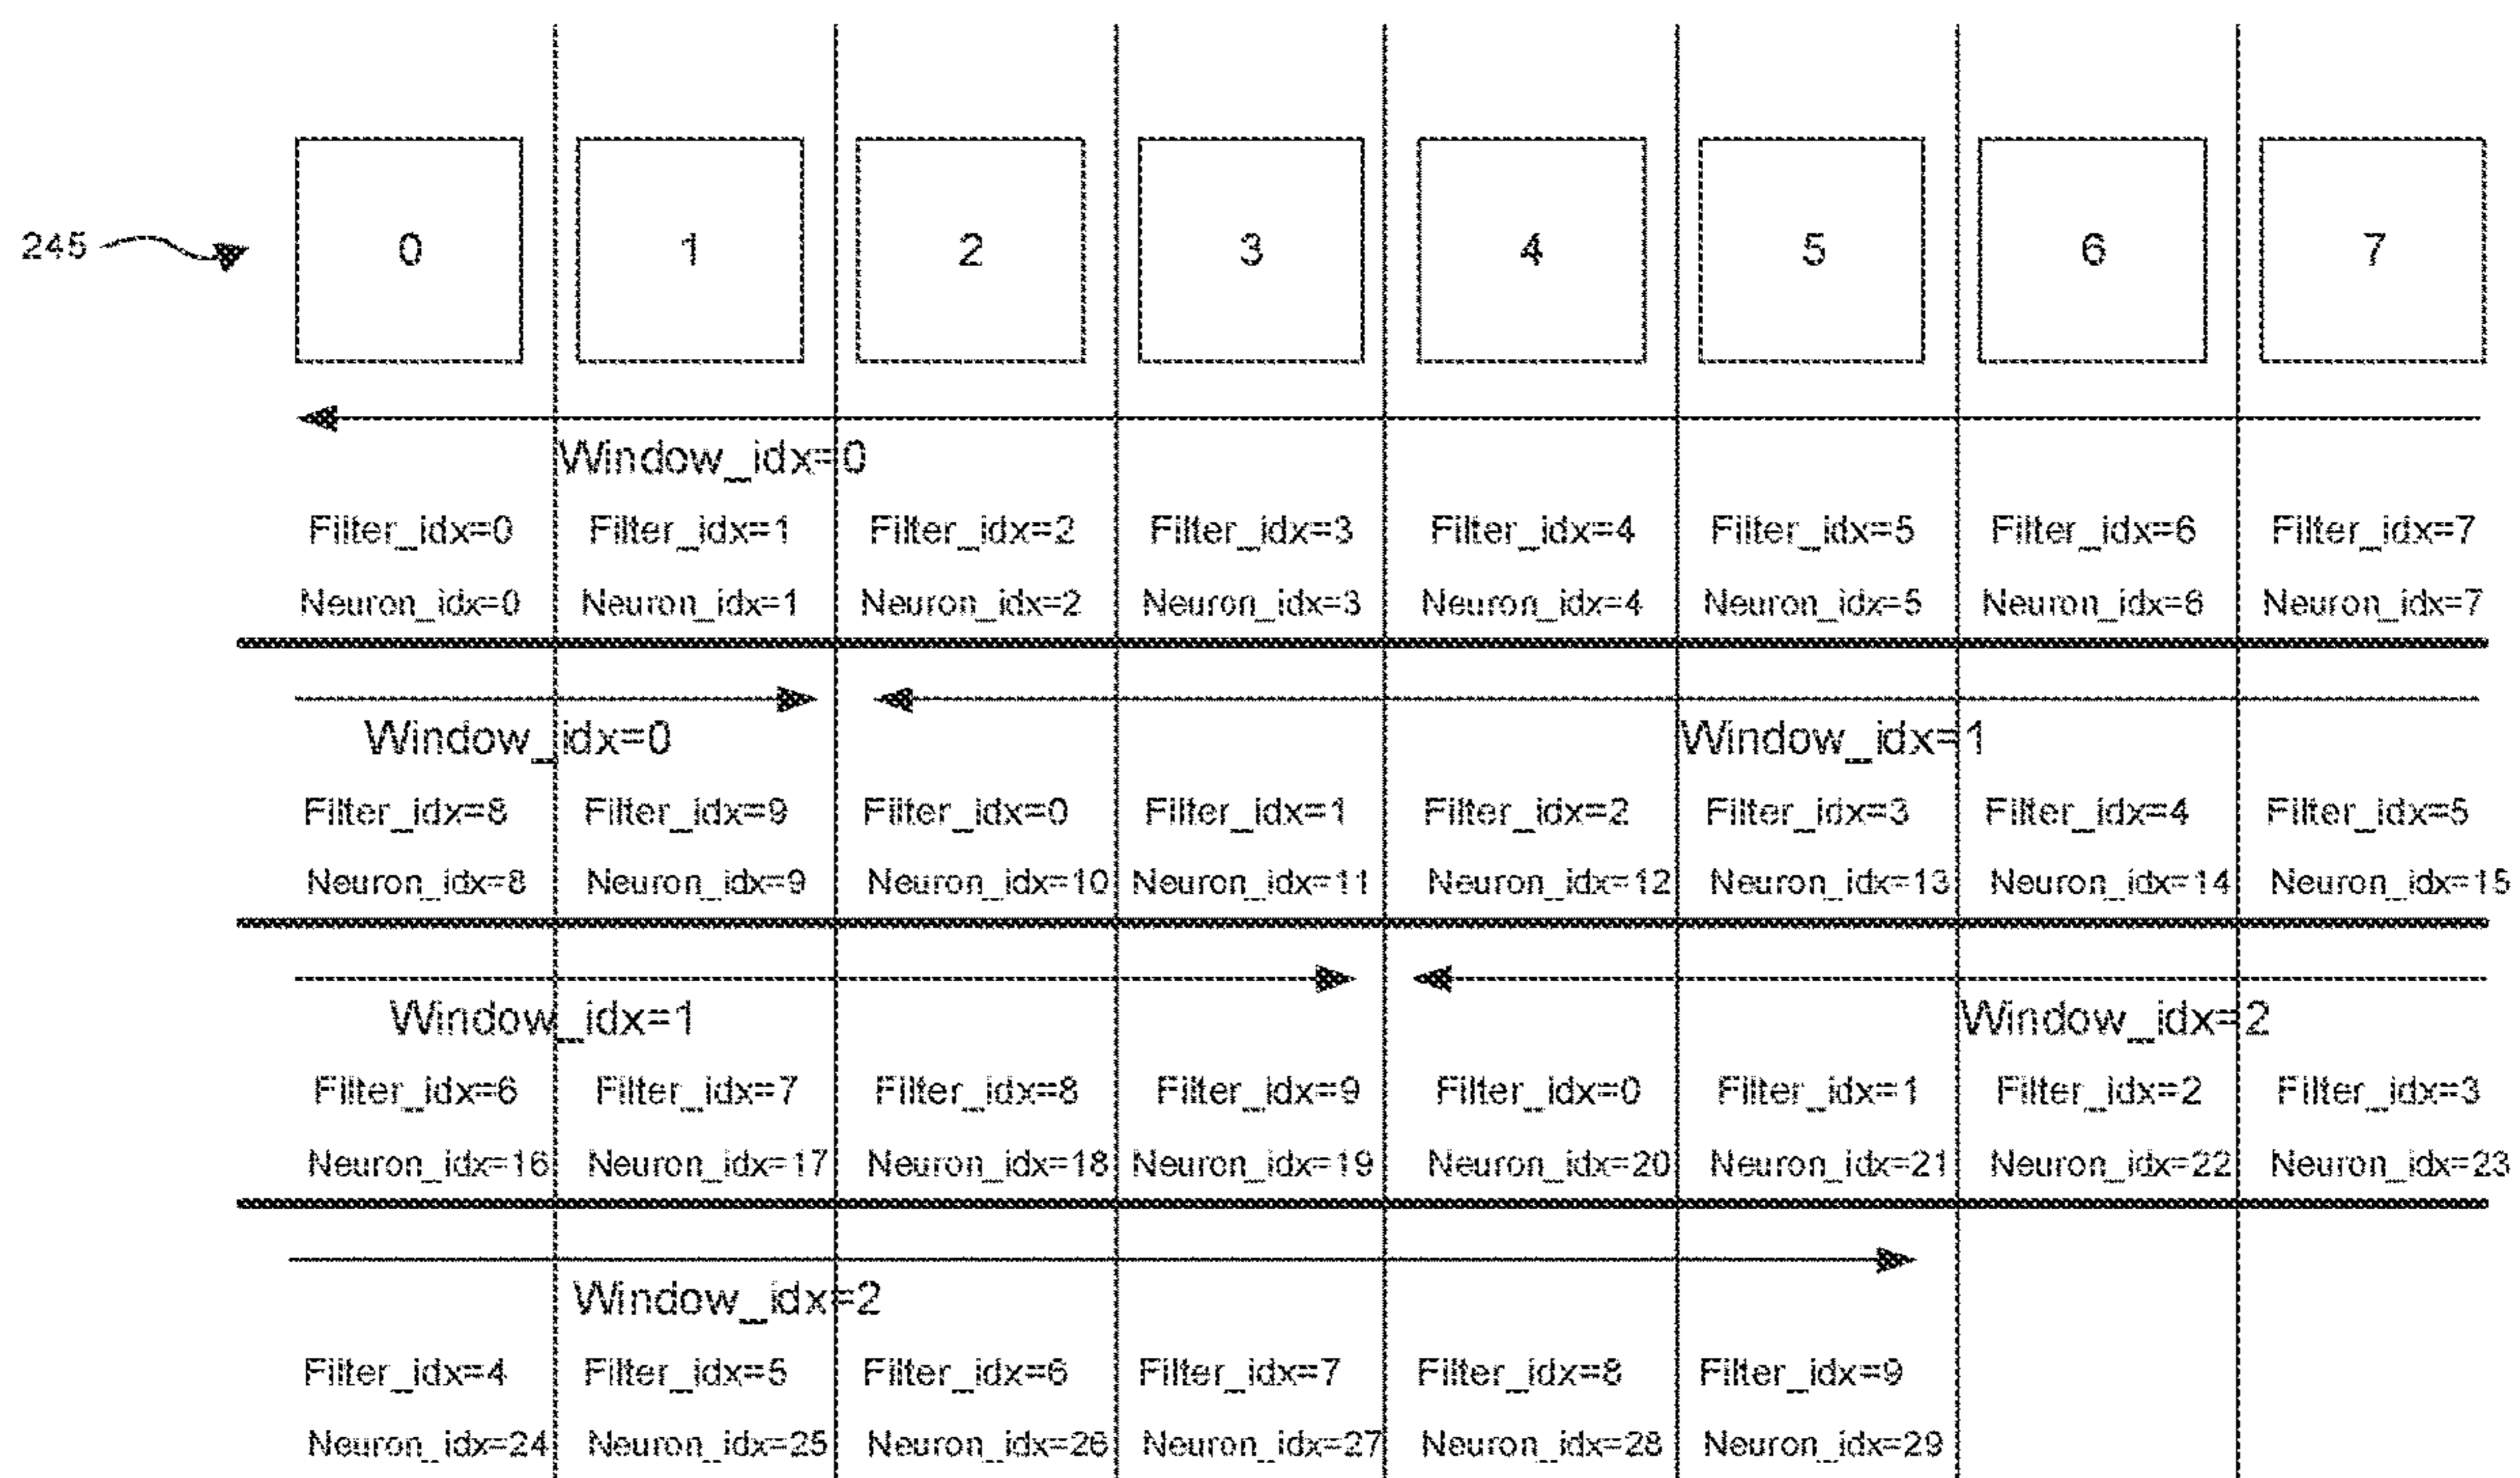 245 0 1 2 3 4 5 6 7
Window_idx=0
Filter_idx=0 Filter_idx=1 Filter_idx=2 Filter_idx=3 Filter_idx=4 Filter_idx=5 Filter_idx=6 Filter_idx=7
Neuron_idx=0 Neuron_idx=1 Neuron_idx=2 Neuron_idx=3 Neuron_idx=4 Neuron_idx=5 Neuron_idx=6 Neuron_idx=7
Window_idx=0 Window_idx=1
Filter_idx=8 Filter_idx=9 Filter_idx=0 Filter_idx=1 Filter_idx=2 Filter_idx=3 Filter_idx=4 Filter_idx=5
Neuron_idx=8 Neuron_idx=9 Neuron_idx=10 Neuron_idx=11 Neuron_idx=12 Neuron_idx=13 Neuron_idx=14 Neuron_idx=15
Window_idx=1 Window_idx=2
Filter_idx=6 Filter_idx=7 Filter_idx=8 Filter_idx=9 Filter_idx=0 Filter_idx=1 Filter_idx=2 Filter_idx=3
Neuron_idx=16 Neuron_idx=17 Neuron_idx=18 Neuron_idx=19 Neuron_idx=20 Neuron_idx=21 Neuron_idx=22 Neuron_idx=23
Window_idx=2
Filter_idx=4 Filter_idx=5 Filter_idx=6 Filter_idx=7 Filter_idx=8 Filter_idx=9
Neuron_idx=24 Neuron_idx=25 Neuron_idx=26 Neuron_idx=27 Neuron_idx=28 Neuron_idx=29